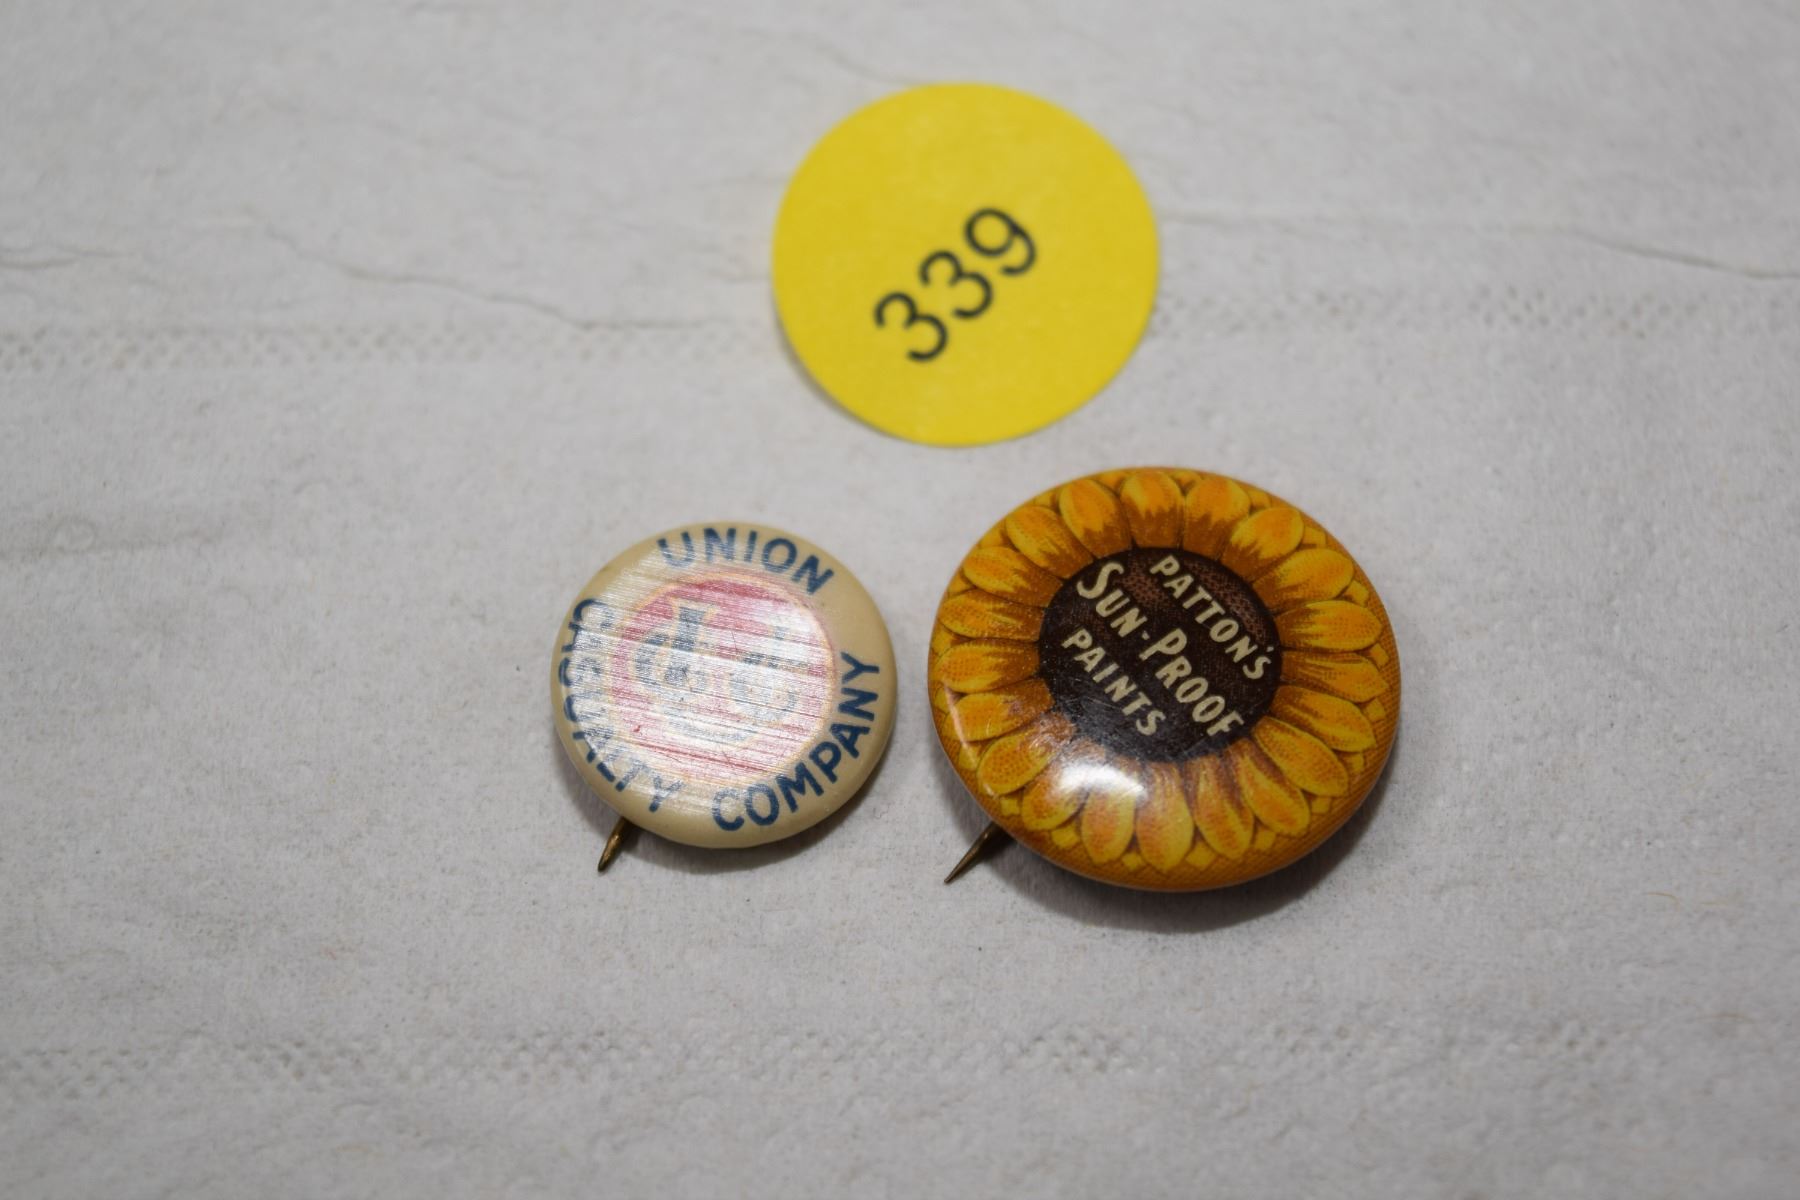 339
UNION
CASUALTY
COMPANY
PATTON'S
SUN-PROOF
PAINTS